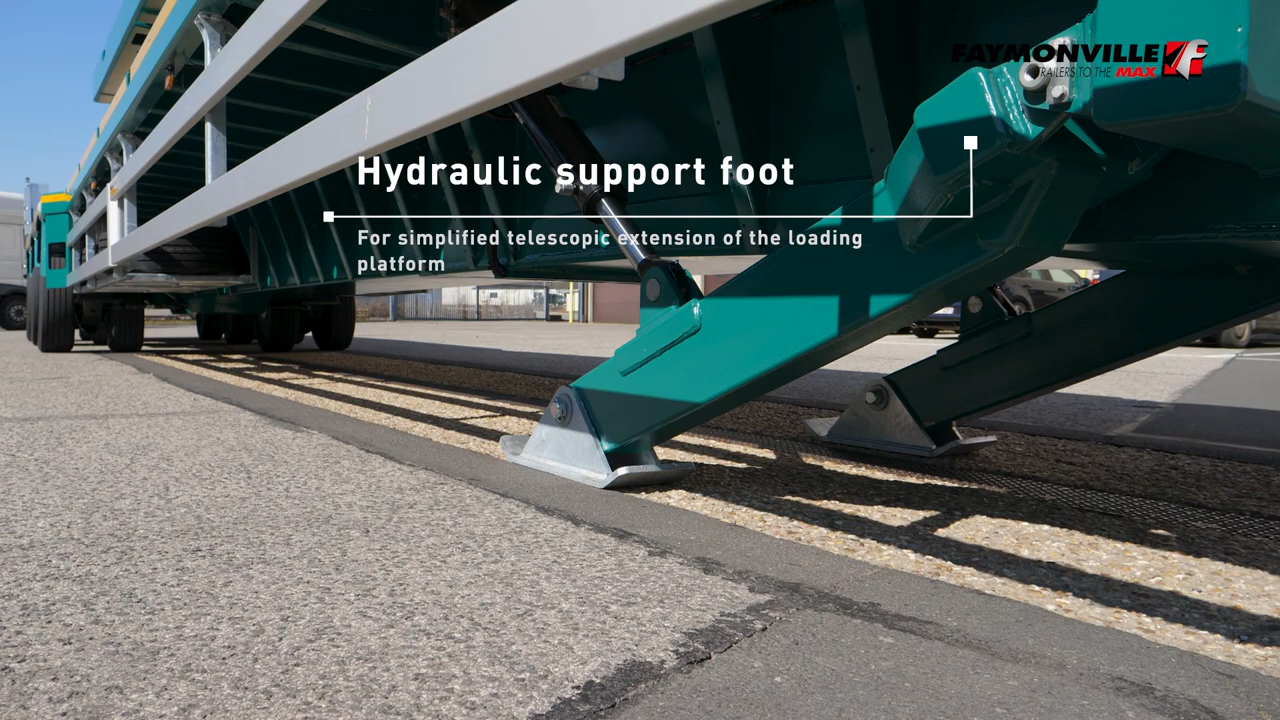 FAYMONVILLE
TRAILERS TO THE MAX
Hydraulic support foot
For simplified telescopic extension of the loading
platform